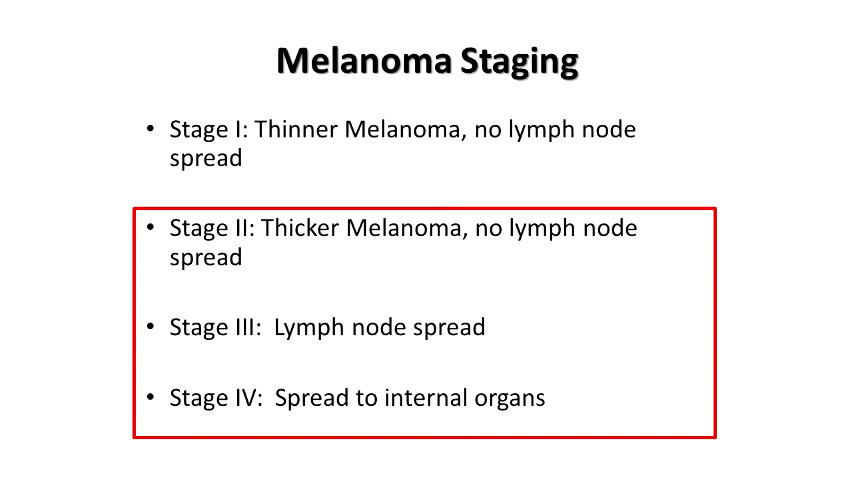 Melanoma Staging
• Stage I: Thinner Melanoma, no lymph node
spread
• Stage II: Thicker Melanoma, no lymph node
spread
• Stage III:  Lymph node spread
• Stage IV:  Spread to internal organs